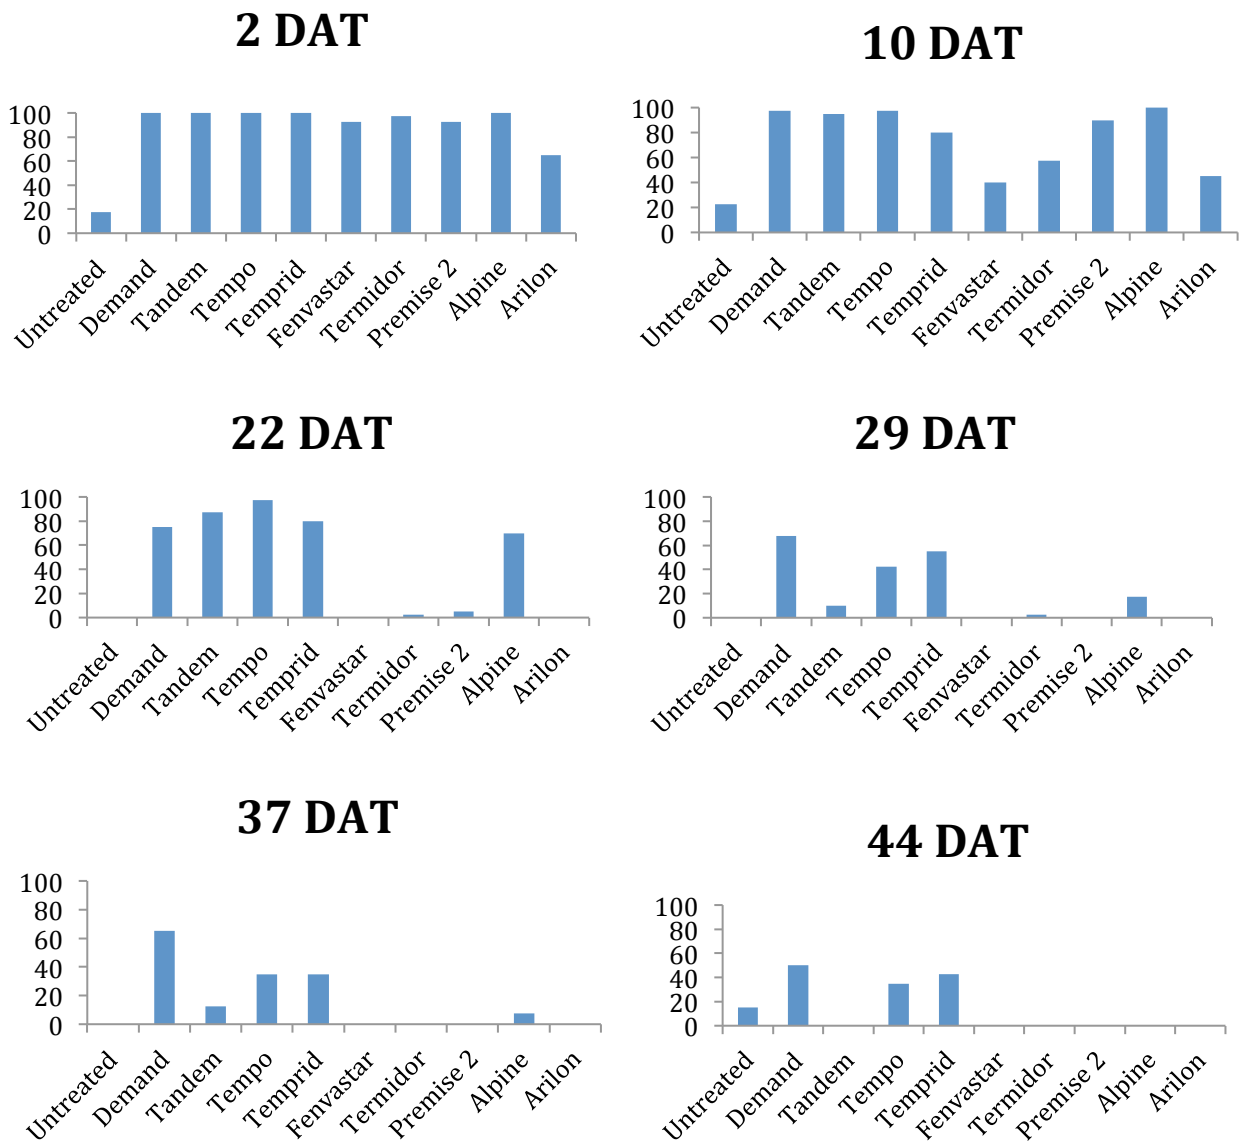 2 DAT
100
80
60
40
20
0
Untreated
Demand
Tandem
Tempo
Temprid
Fenvastar
Termidor
Premise 2
Alpine
Arilon
10 DAT
100
80
60
40
20
0
Untreated
Demand
Tandem
Tempo
Temprid
Fenvastar
Termidor
Premise 2
Alpine
Arilon
22 DAT
100
80
60
40
20
0
Untreated
Demand
Tandem
Tempo
Temprid
Fenvastar
Termidor
Premise 2
Alpine
Arilon
29 DAT
100
80
60
40
20
0
Untreated
Demand
Tandem
Tempo
Temprid
Fenvastar
Termidor
Premise 2
Alpine
Arilon
37 DAT
100
80
60
40
20
0
Untreated
Demand
Tandem
Tempo
Temprid
Fenvastar
Termidor
Premise 2
Alpine
Arilon
44 DAT
100
80
60
40
20
0
Untreated
Demand
Tandem
Tempo
Temprid
Fenvastar
Termidor
Premise 2
Alpine
Arilon